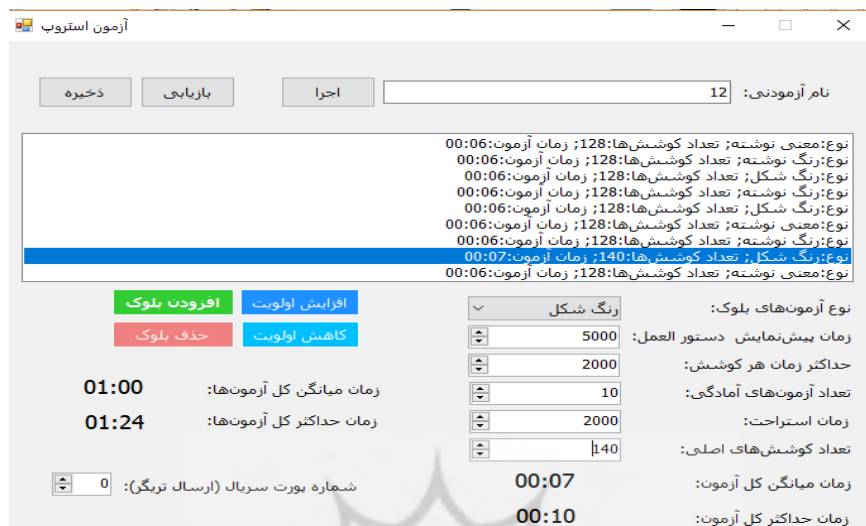 آزمون استروپ
نام آزمودنی: 12 اجرا بازیابی ذخیره
نوع:معنی نوشته; تعداد کوشش‌ها:128; زمان آزمون:00:06
نوع:رنگ نوشته; تعداد کوشش‌ها:128; زمان آزمون:00:06
نوع:رنگ شکل; تعداد کوشش‌ها:128; زمان آزمون:00:06
نوع:رنگ نوشته; تعداد کوشش‌ها:128; زمان آزمون:00:06
نوع:رنگ شکل; تعداد کوشش‌ها:128; زمان آزمون:00:06
نوع:معنی نوشته; تعداد کوشش‌ها:128; زمان آزمون:00:06
نوع:رنگ نوشته; تعداد کوشش‌ها:128; زمان آزمون:00:06
نوع:رنگ شکل; تعداد کوشش‌ها:140; زمان آزمون:00:07
نوع:معنی نوشته; تعداد کوشش‌ها:128; زمان آزمون:00:06
نوع آزمون‌های بلوک: رنگ شکل افزایش اولویت افزودن بلوک
زمان پیش‌نمایش دستور العمل: 5000 کاهش اولویت حذف بلوک
حداکثر زمان هر کوشش: 2000
تعداد آزمون‌های آمادگی: 10 زمان میانگن کل آزمون‌ها: 01:00
زمان استراحت: 2000 زمان حداکثر کل آزمون‌ها: 01:24
تعداد کوشش‌های اصلی: 140
زمان میانگن کل آزمون: 00:07 شماره پورت سریال (ارسال تریگر): 0
زمان حداکثر کل آزمون: 00:10